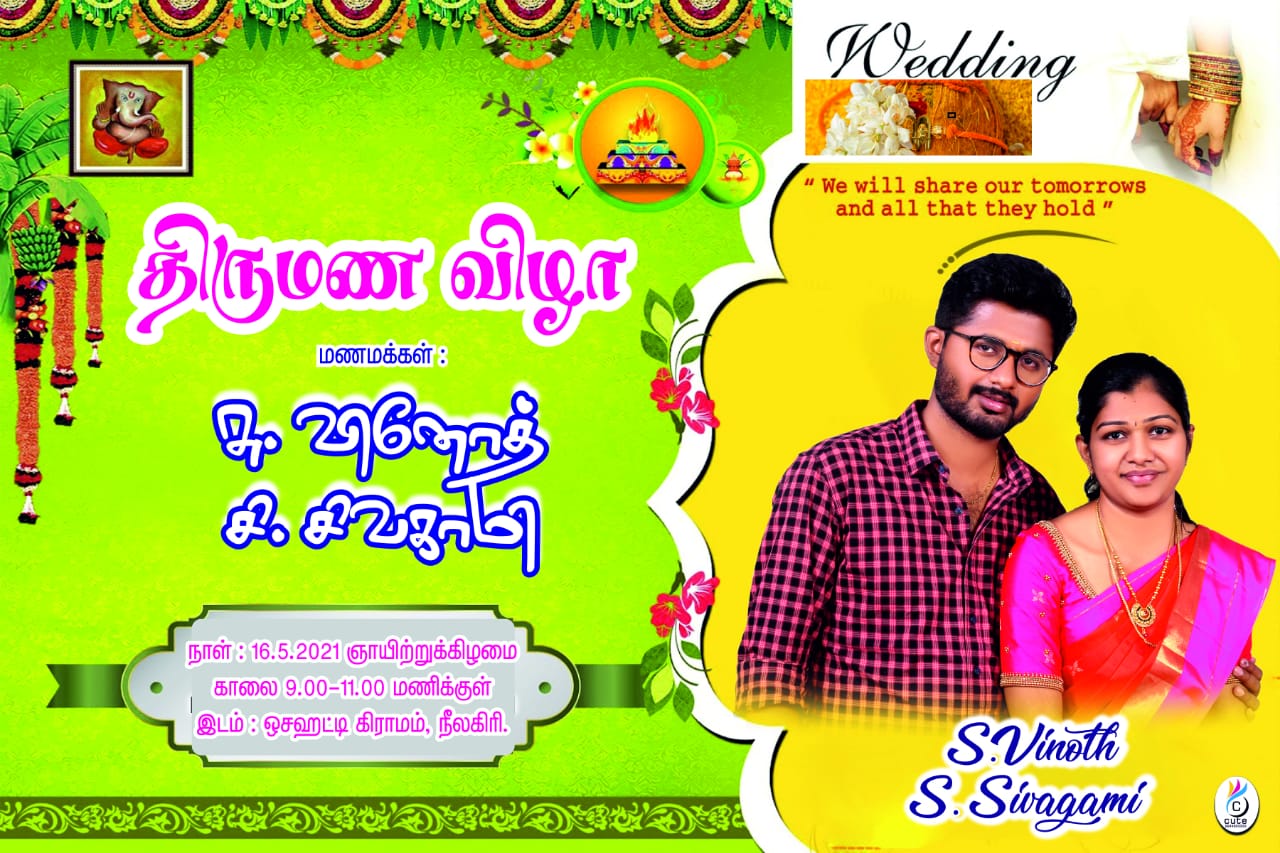 திருமண விழா
மணமக்கள் :
சு. வினோத்
சி. சிவகாமி
நாள் : 16.5.2021 ஞாயிற்றுக்கிழமை
காலை 9.00-11.00 மணிக்குள்
இடம் : ஒசஹட்டி கிராமம், நீலகிரி.
Wedding
“ We will share our tomorrows
and all that they hold ”
S.Vinoth
S. Sivagami
C
cute